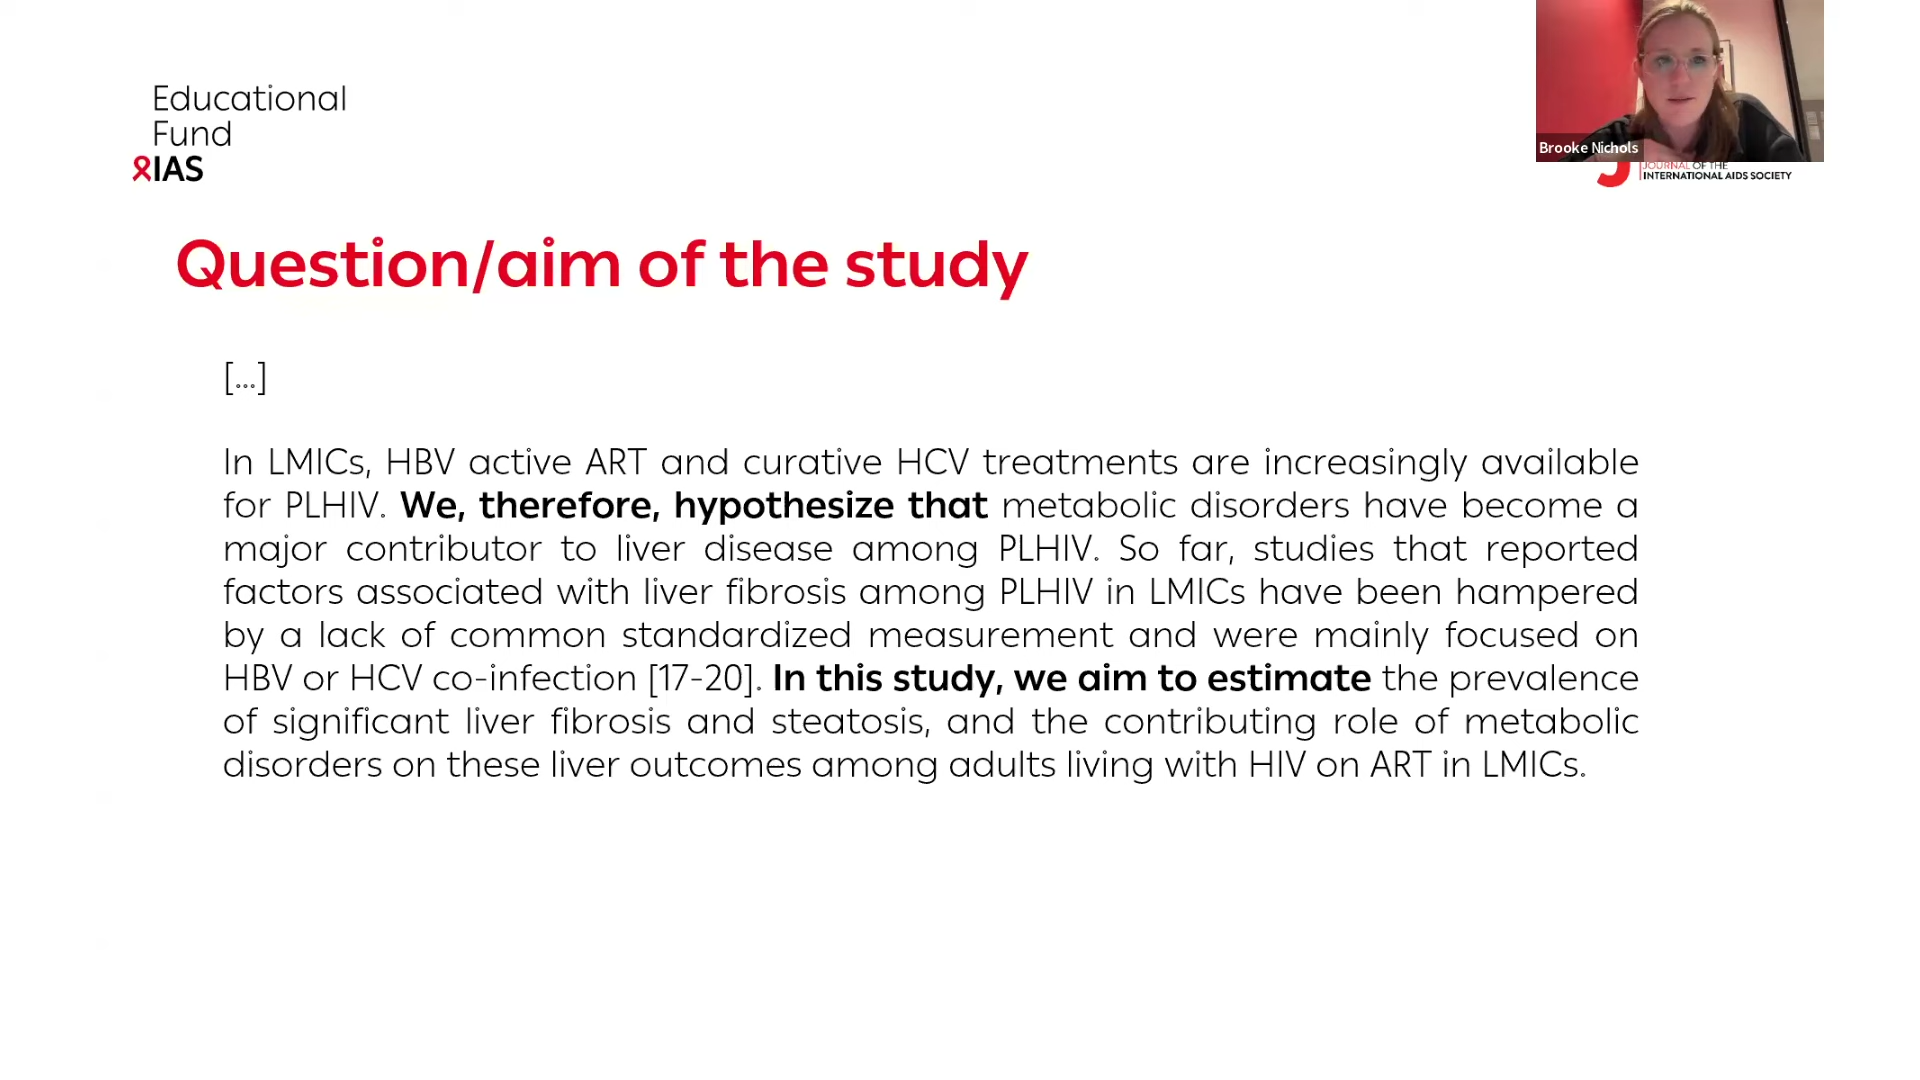 Educational
Fund
IAS
Brooke Nichols
JOURNAL OF THE
INTERNATIONAL AIDS SOCIETY
Question/aim of the study
[...]
In LMICs, HBV active ART and curative HCV treatments are increasingly available
for PLHIV. We, therefore, hypothesize that metabolic disorders have become a
major contributor to liver disease among PLHIV. So far, studies that reported
factors associated with liver fibrosis among PLHIV in LMICs have been hampered
by a lack of common standardized measurement and were mainly focused on
HBV or HCV co-infection [17-20]. In this study, we aim to estimate the prevalence
of significant liver fibrosis and steatosis, and the contributing role of metabolic
disorders on these liver outcomes among adults living with HIV on ART in LMICs.